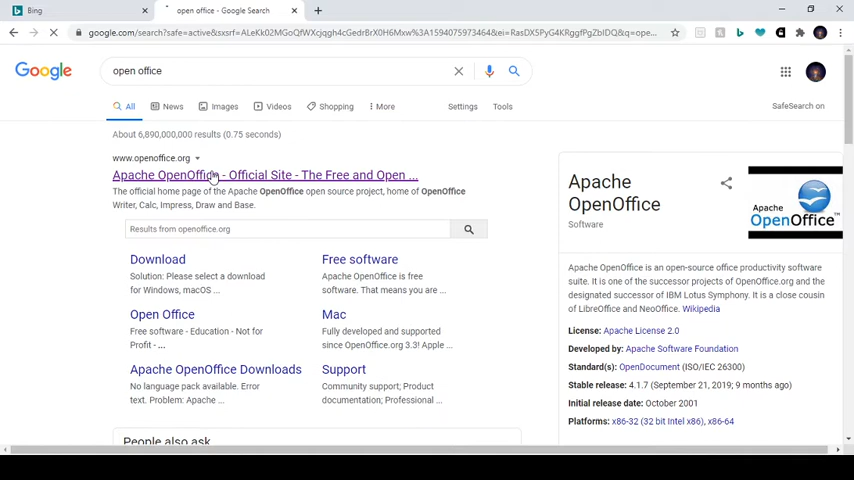 Bing
open office - Google Search
google.com/search?safe=active&sxsrf=ALeKk01MGoQfWXcjqgh4cGedrBrX0H6Mxw%3A1594075973464&ei=RasDX5PyG4KRggfPgZbIDQ&q=ope...
Google
open office
All
News
Images
Videos
Shopping
More
Settings
Tools
SafeSearch on
About 6,890,000,000 results (0.75 seconds)
www.openoffice.org
Apache OpenOffice - Official Site - The Free and Open ...
The official home page of the Apache OpenOffice open source project, home of OpenOffice
Writer, Calc, Impress, Draw and Base.
Results from openoffice.org
Download
Solution: Please select a download
for Windows, macOS ...
Free software
Apache OpenOffice is free
software. That means you are ...
Open Office
Free software - Education - Not for
Profit - ...
Mac
Fully developed and supported
since OpenOffice.org 3.3! Apple ...
Apache OpenOffice Downloads
No language pack available. Error
text. Problem: Apache ...
Support
Community support; Product
documentation; Professional ...
People also ask
Apache
OpenOffice
Software
Apache
OpenOffice
Apache OpenOffice is an open-source office productivity software
suite. It is one of the successor projects of OpenOffice.org and the
designated successor of IBM Lotus Symphony. It is a close cousin
of LibreOffice and NeoOffice. Wikipedia
License: Apache License 2.0
Developed by: Apache Software Foundation
Standard(s): OpenDocument (ISO/IEC 26300)
Stable release: 4.1.7 (September 21, 2019; 9 months ago)
Initial release date: October 2001
Platforms: x86-32 (32 bit Intel x86), x86-64